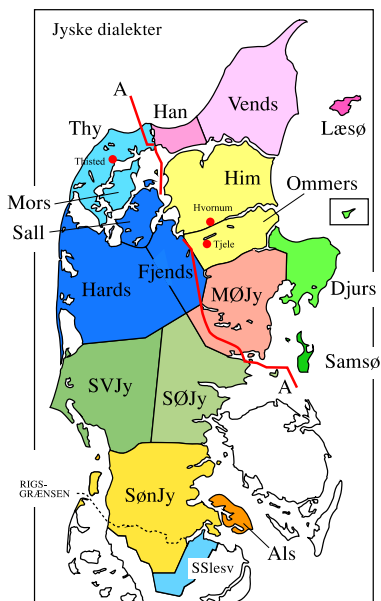 Jyske dialekter
A
Vends
Han
Læsø
Thy
Thisted
Him
Ommers
Mors
Hvornum
Sall
Tjele
Fjends
Hards
MØJy
Djurs
Samsø
SVJy
A
SØJy
RIGS-
GRÆNSEN
SønJy
Als
SSlesv